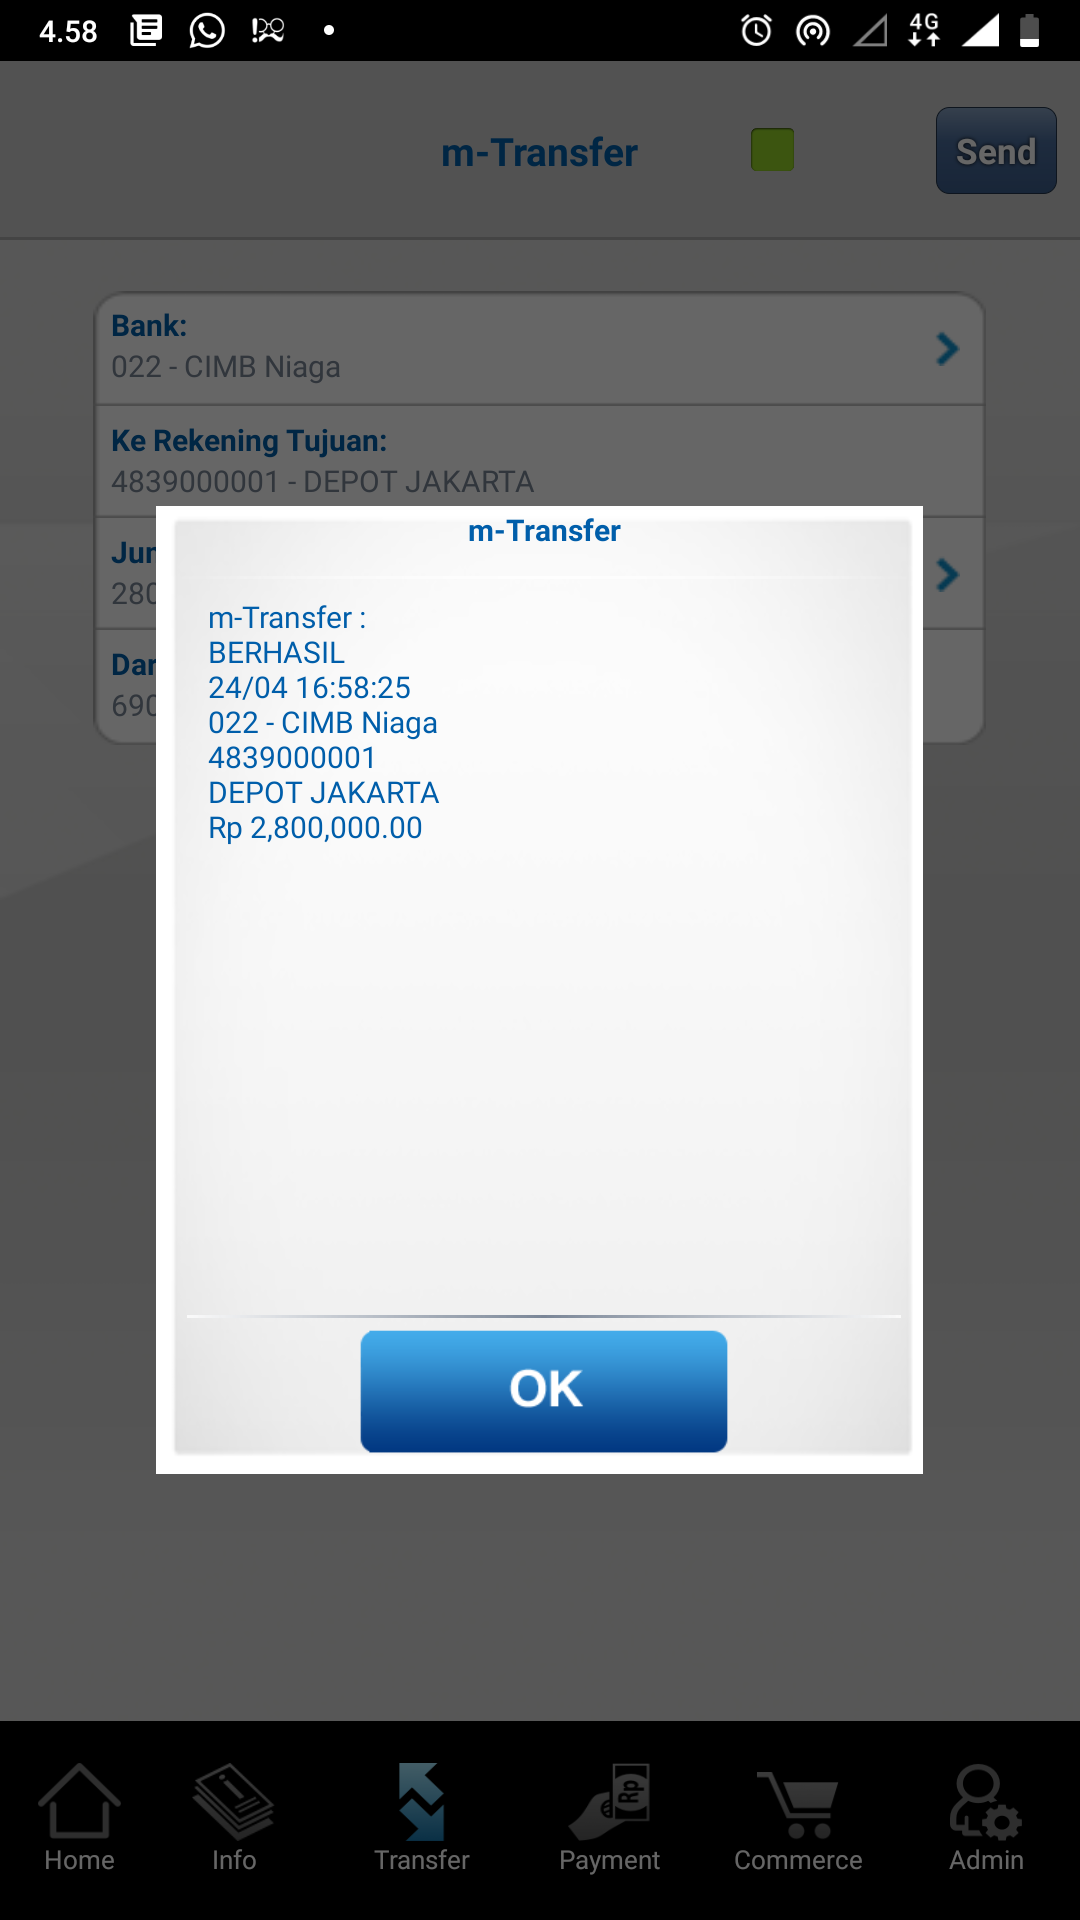 4.58
4G
m-Transfer
Send
Bank:
022 - CIMB Niaga
Ke Rekening Tujuan:
4839000001 - DEPOT JAKARTA
280
Dar
690
m-Transfer
m-Transfer :
BERHASIL
24/04 16:58:25
022 - CIMB Niaga
4839000001
DEPOT JAKARTA
Rp 2,800,000.00
OK
Rp
Home
Info
Transfer
Payment
Commerce
Admin